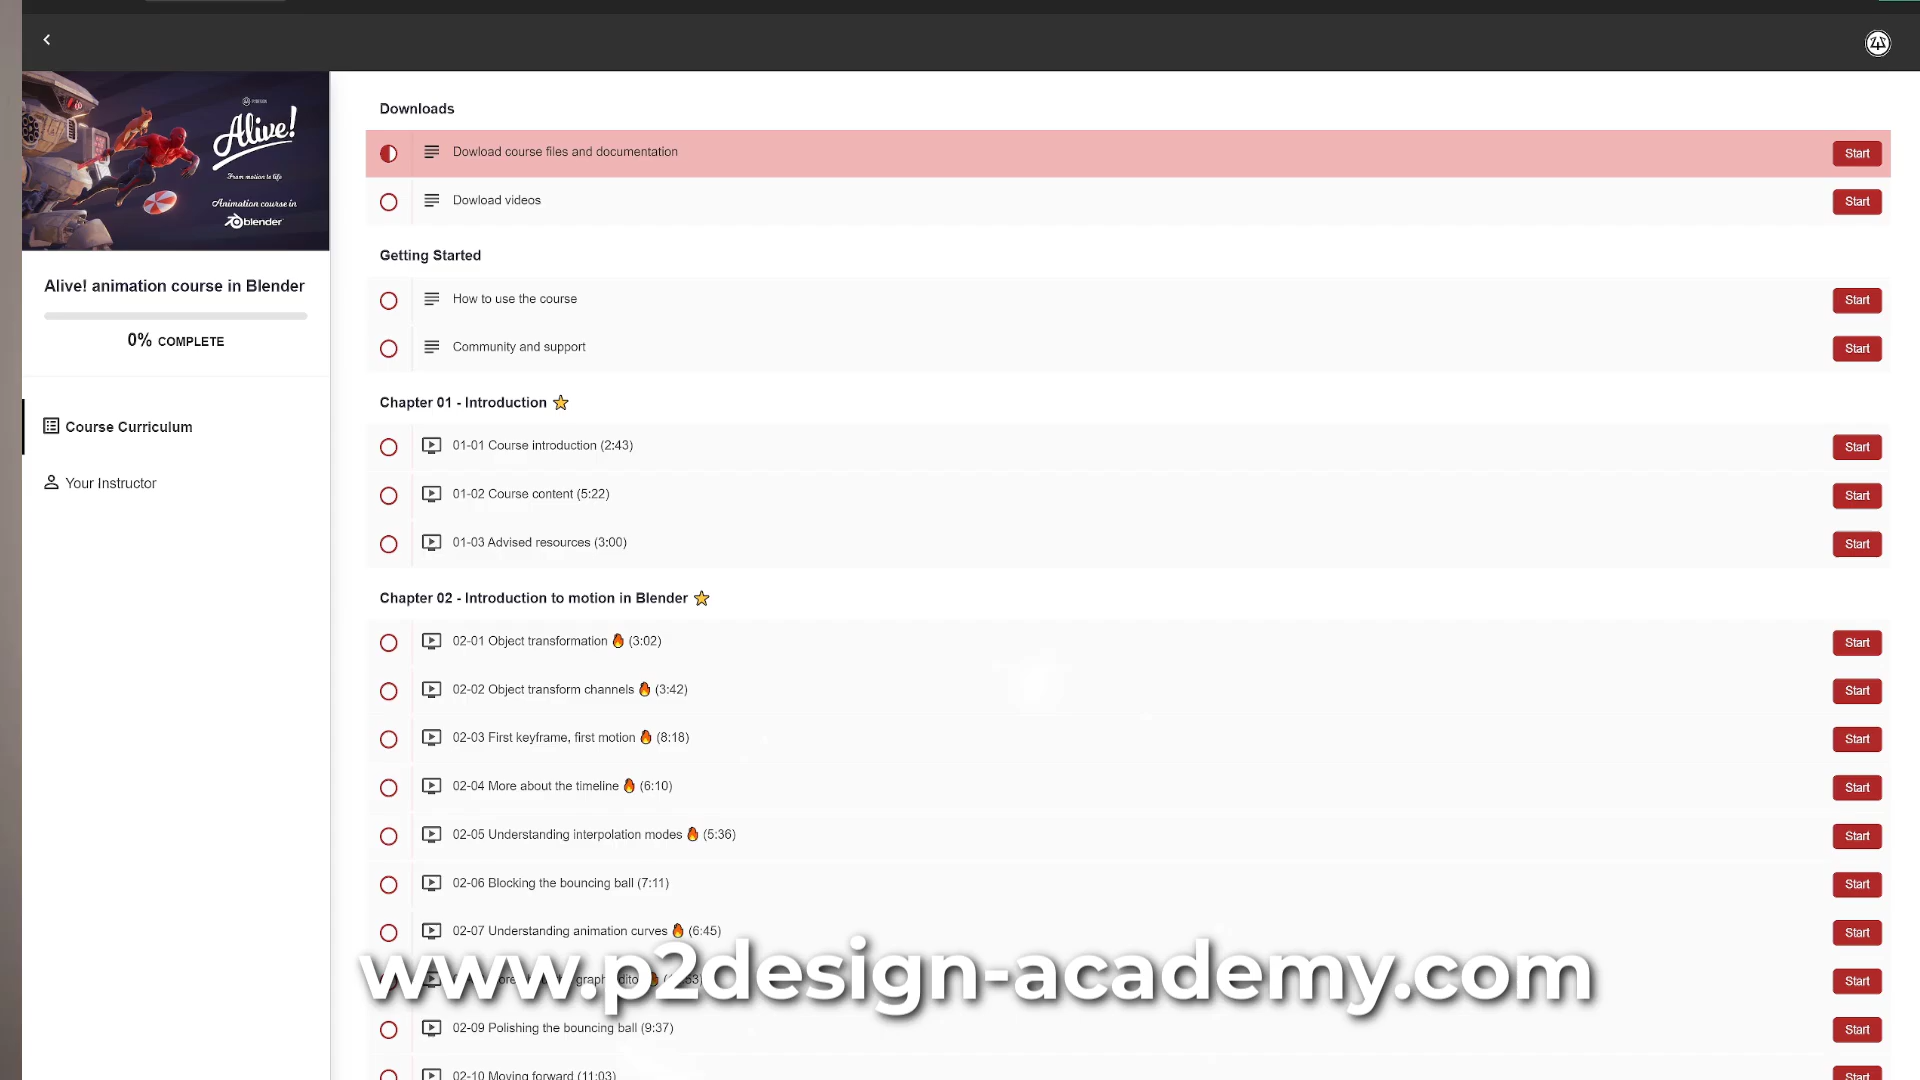 P2DESIGN
Alive!
From motion to life
Animation course in
blender
Alive! animation course in Blender
0% COMPLETE
Course Curriculum
Your Instructor
Downloads
Dowload course files and documentation
Start
Dowload videos
Start
Getting Started
How to use the course
Start
Community and support
Start
Chapter 01 - Introduction ⭐
01-01 Course introduction (2:43)
Start
01-02 Course content (5:22)
Start
01-03 Advised resources (3:00)
Start
Chapter 02 - Introduction to motion in Blender ⭐
02-01 Object transformation 🔥 (3:02)
Start
02-02 Object transform channels 🔥 (3:42)
Start
02-03 First keyframe, first motion 🔥 (8:18)
Start
02-04 More about the timeline 🔥 (6:10)
Start
02-05 Understanding interpolation modes 🔥 (5:36)
Start
02-06 Blocking the bouncing ball (7:11)
Start
02-07 Understanding animation curves 🔥 (6:45)
Start
www.p2design-academy.com
Start
02-09 Polishing the bouncing ball (9:37)
Start
02-10 Moving forward (11:03)
Start